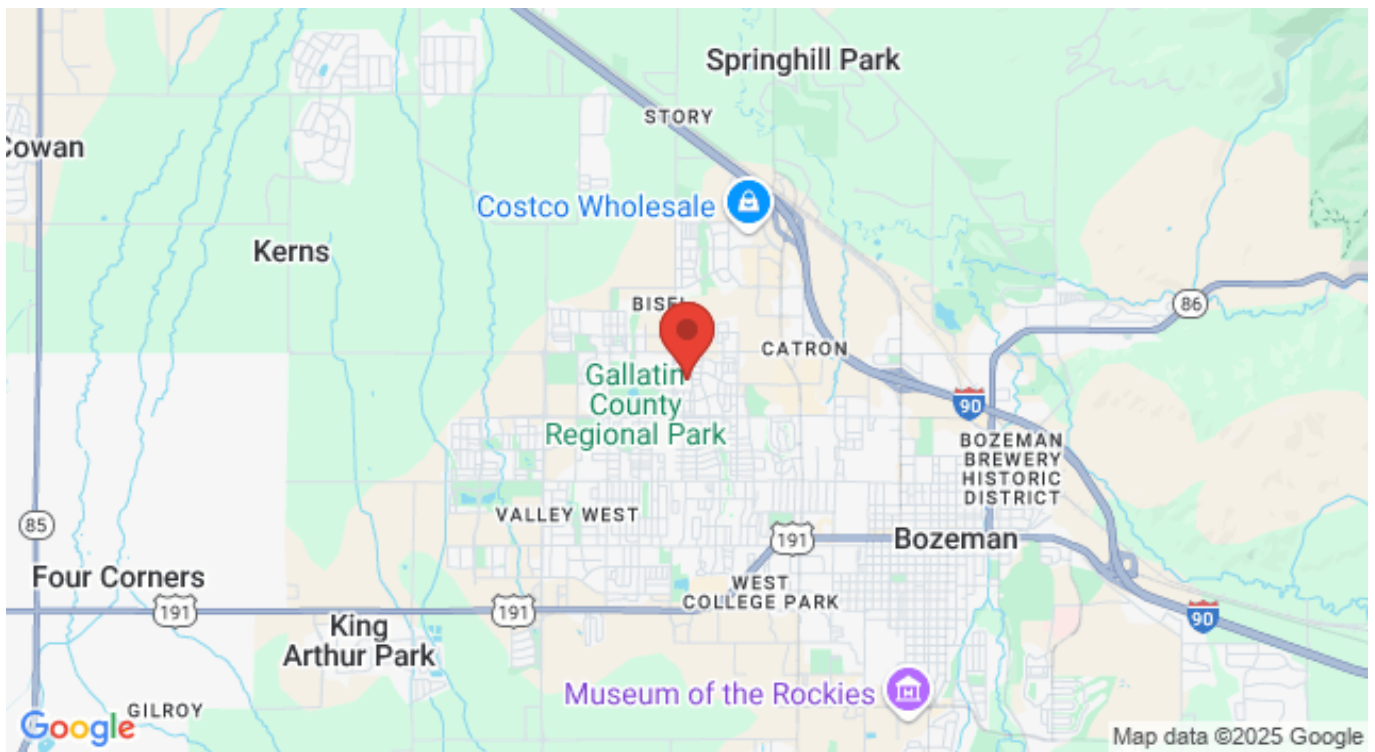 Springhill Park
STORY
Cowan
Costco Wholesale
Kerns
86
BISEL
CATRON
Gallatin
County
Regional Park
90
BOZEMAN
BREWERY
HISTORIC
DISTRICT
VALLEY WEST
85
191
Bozeman
Four Corners
WEST
COLLEGE PARK
191
191
90
King
Arthur Park
Museum of the Rockies
GILROY
Google
Map data ©2025 Google